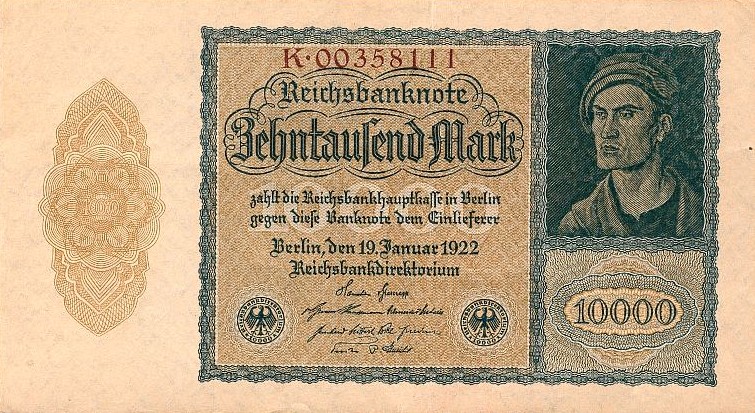 K·00358111
Reichsbanknote
Zehntausend Mark
zahlt die Reichsbankhauptkasse in Berlin
gegen diese Banknote dem Einlieferer
Berlin, den 19. Januar 1922
Reichsbankdirektorium
10000